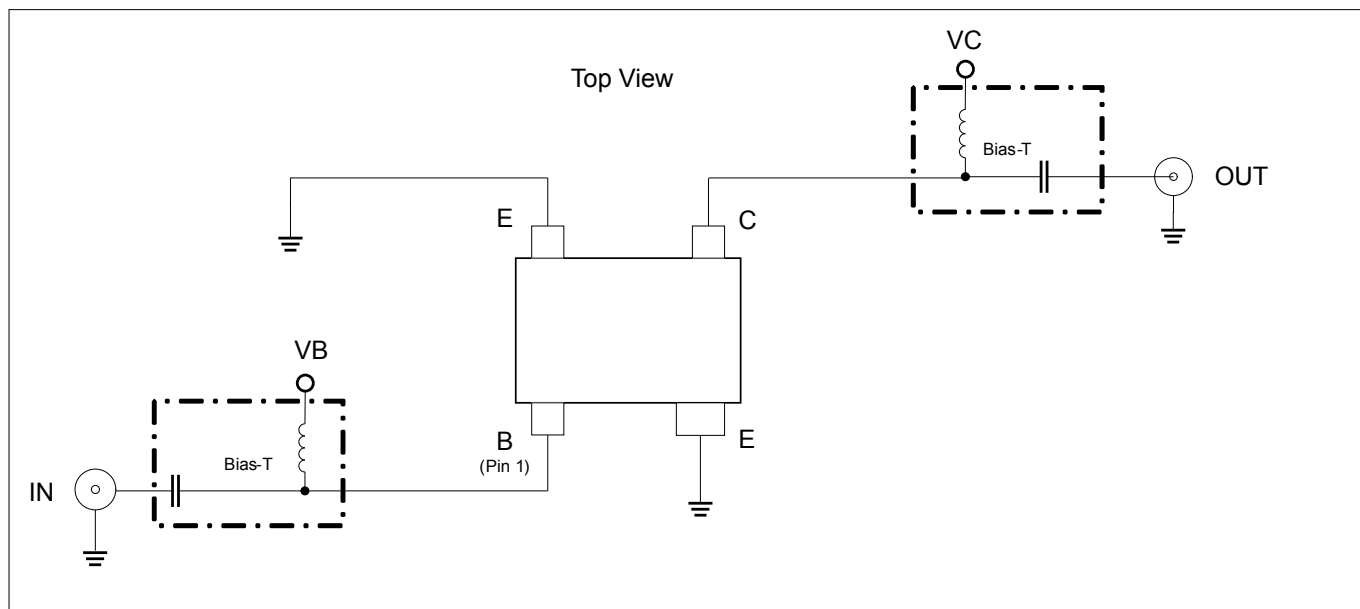 VC
Top View
Bias-T
OUT
E
C
VB
B
(Pin 1)
E
Bias-T
IN